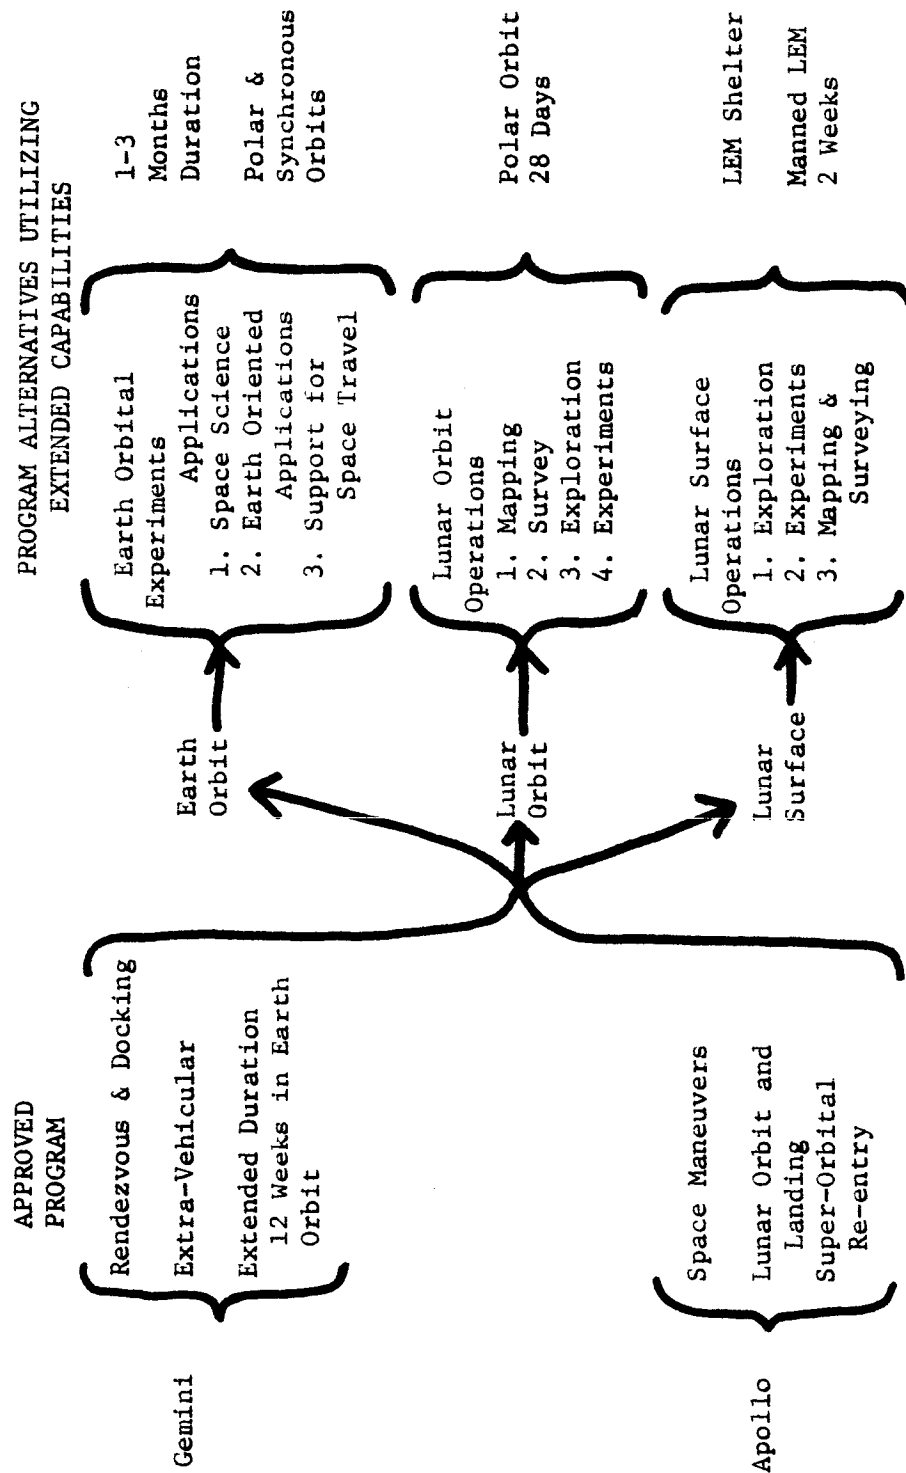 APPROVED
PROGRAM
PROGRAM ALTERNATIVES UTILIZING
EXTENDED CAPABILITIES
Gemini
Rendezvous & Docking
Extra-Vehicular
Extended Duration
12 Weeks in Earth
Orbit
Apollo
Space Maneuvers
Lunar Orbit and
Landing
Super-Orbital
Re-entry
Earth
Orbit
Earth Orbital
Experiments
Applications
1. Space Science
2. Earth Oriented
Applications
3. Support for
Space Travel
1-3
Months
Duration
Polar &
Synchronous
Orbits
Lunar
Orbit
Lunar Orbit
Operations
1. Mapping
2. Survey
3. Exploration
4. Experiments
Polar Orbit
28 Days
Lunar
Surface
Lunar Surface
Operations
1. Exploration
2. Experiments
3. Mapping &
Surveying
LEM Shelter
Manned LEM
2 Weeks